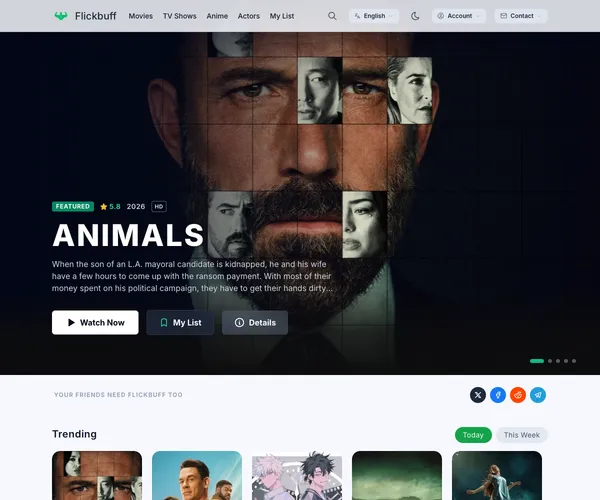 Flickbuff Movies TV Shows Anime Actors My List English Account Contact
FEATURED 5.8 2026 HD
ANIMALS
When the son of an L.A. mayoral candidate is kidnapped, he and his wife
have a few hours to come up with the ransom payment. With most of their
money spent on his political campaign, they have to get their hands dirty...
Watch Now My List Details
YOUR FRIENDS NEED FLICKBUFF TOO
Trending Today This Week